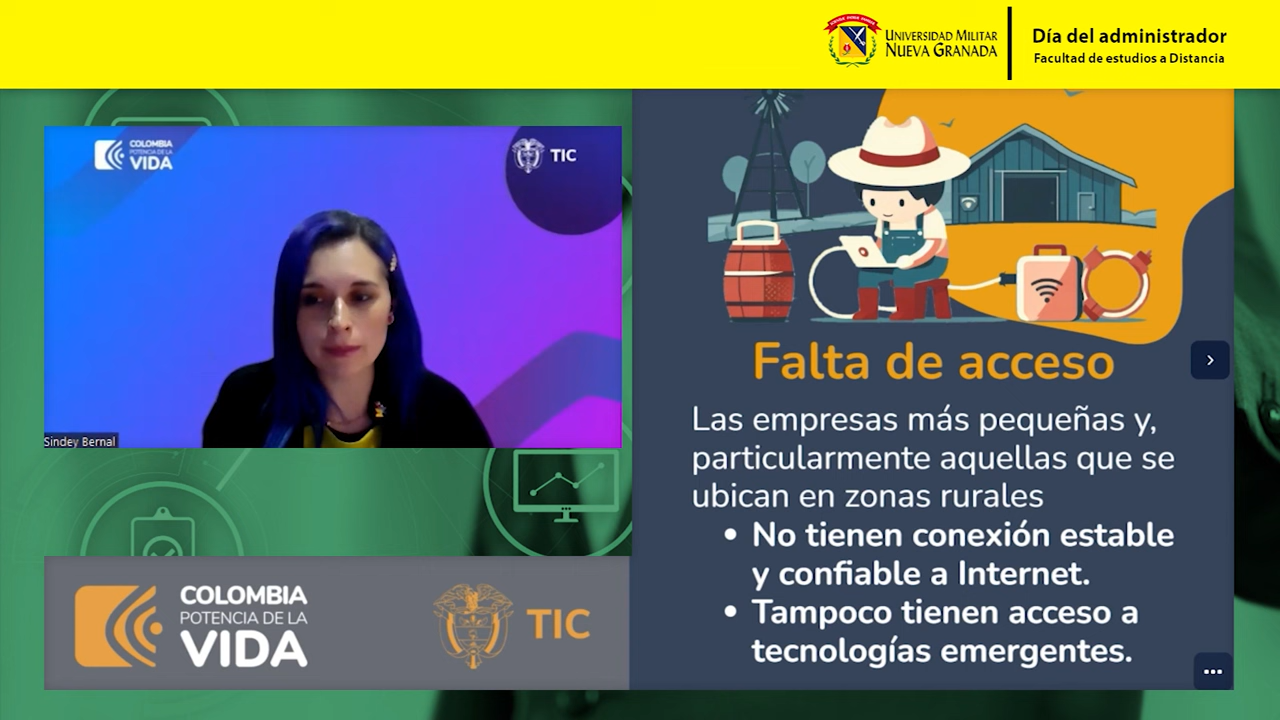 UNIVERSIDAD MILITAR
NUEVA GRANADA
Día del administrador
Facultad de estudios a Distancia
COLOMBIA
POTENCIA DE LA
VIDA
TIC
Sindey Bernal
COLOMBIA
POTENCIA DE LA
VIDA
TIC
Falta de acceso
Las empresas más pequeñas y,
particularmente aquellas que se
ubican en zonas rurales
• No tienen conexión estable
y confiable a Internet.
• Tampoco tienen acceso a
tecnologías emergentes.